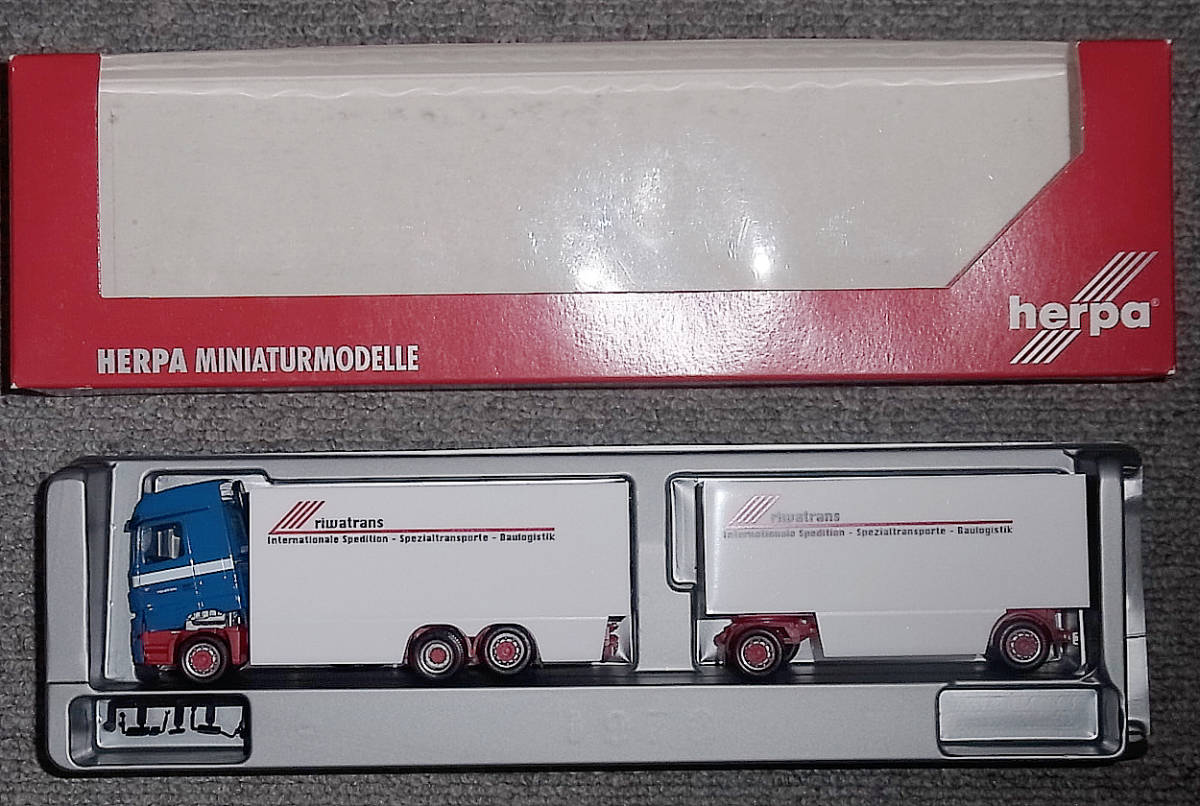 herpa®
HERPA MINIATURMODELLE
riwatrans
Internationale Spedition - Spezialtransporte - Baulogistik
riwatrans
Internationale Spedition - Spezialtransporte - Baulogistik